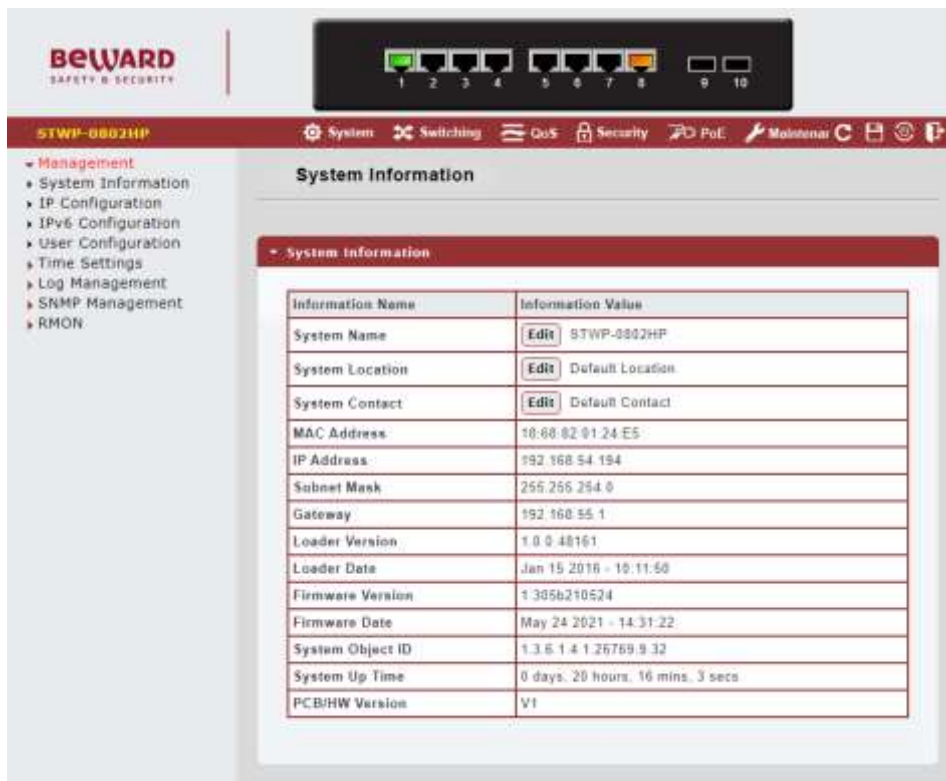 BEWARD
SAFETY & SECURITY
1 2 3 4 5 6 7 8 9 10
STWP-0802HP
System Switching QoS Security PoE Maintenan
Management
System Information
IP Configuration
IPv6 Configuration
User Configuration
Time Settings
Log Management
SNMP Management
RMON
System Information
System Information
Information Name Information Value
System Name Edit STWP-0802HP
System Location Edit Default Location
System Contact Edit Default Contact
MAC Address 18:68:82:01:24:E5
IP Address 192.168.54.194
Subnet Mask 255.255.254.0
Gateway 192.168.55.1
Loader Version 1.0.0.48161
Loader Date Jan 15 2016 - 10:11:50
Firmware Version 1.385b210524
Firmware Date May 24 2021 - 14:31:22
System Object ID 1.3.6.1.4.1.26769.9.32
System Up Time 0 days, 20 hours, 16 mins, 3 secs
PCB/HW Version V1